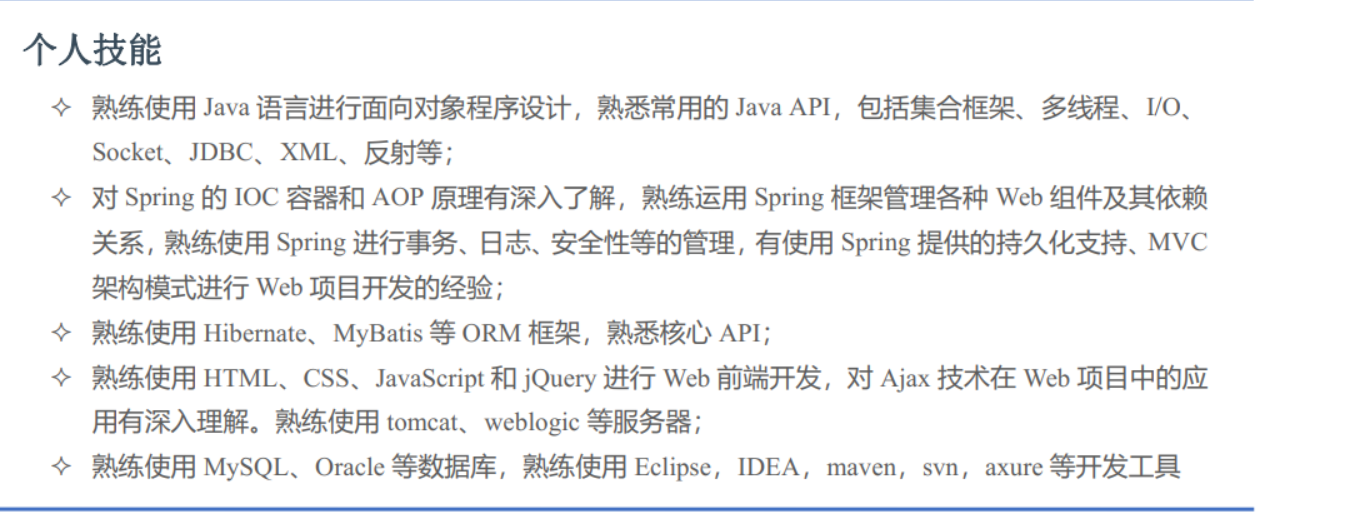 个人技能
✧ 熟练使用 Java 语言进行面向对象程序设计，熟悉常用的 Java API，包括集合框架、多线程、I/O、
Socket、JDBC、XML、反射等；
✧ 对 Spring 的 IOC 容器和 AOP 原理有深入了解，熟练运用 Spring 框架管理各种 Web 组件及其依赖
关系，熟练使用 Spring 进行事务、日志、安全性等的管理，有使用 Spring 提供的持久化支持、MVC
架构模式进行 Web 项目开发的经验；
✧ 熟练使用 Hibernate、MyBatis 等 ORM 框架，熟悉核心 API；
✧ 熟练使用 HTML、CSS、JavaScript 和 jQuery 进行 Web 前端开发，对 Ajax 技术在 Web 项目中的应
用有深入理解。熟练使用 tomcat、weblogic 等服务器；
✧ 熟练使用 MySQL、Oracle 等数据库，熟练使用 Eclipse，IDEA，maven，svn，axure 等开发工具